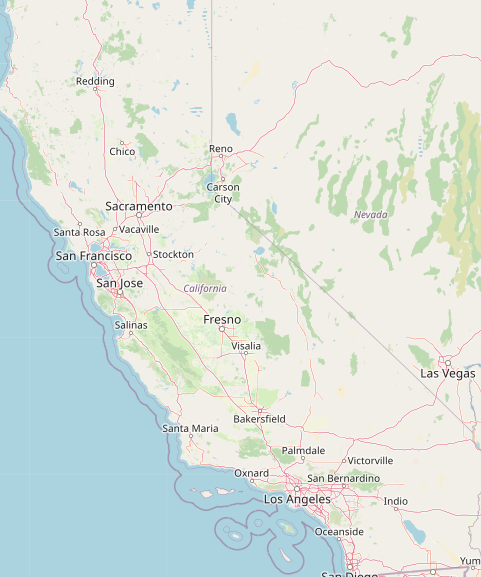 Redding
Chico
Reno
Carson
City
Sacramento
Nevada
Santa Rosa
Vacaville
San Francisco
Stockton
San Jose
California
Salinas
Fresno
Visalia
Las Vegas
Bakersfield
Santa Maria
Palmdale
Victorville
Oxnard
San Bernardino
Los Angeles
Indio
Oceanside
Yum
San Diego